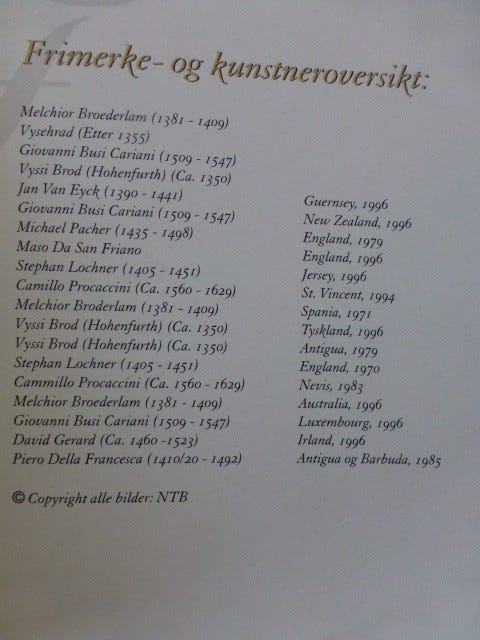 Frimerke- og kunstneroversikt:
Melchior Broederlam (1381 - 1409)
Vysehrad (Etter 1355)
Giovanni Busi Cariani (1509 - 1547)
Vyssi Brod (Hohenfurth) (Ca. 1350)
Jan Van Eyck (1390 - 1441)
Giovanni Busi Cariani (1509 - 1547)
Michael Pacher (1435 - 1498)
Maso Da San Friano
Stephan Lochner (1405 - 1451)
Camillo Procaccini (Ca. 1560 - 1629)
Melchior Broderlam (1381 - 1409)
Vyssi Brod (Hohenfurth) (Ca. 1350)
Vyssi Brod (Hohenfurth) (Ca. 1350)
Stephan Lochner (1405 - 1451)
Cammillo Procaccini (Ca. 1560 - 1629)
Melchior Broederlam (1381 - 1409)
Giovanni Busi Cariani (1509 - 1547)
David Gerard (Ca. 1460 -1523)
Piero Della Francesca (1410/20 - 1492)
Guernsey, 1996
New Zealand, 1996
England, 1979
England, 1996
Jersey, 1996
St. Vincent, 1994
Spania, 1971
Tyskland, 1996
Antigua, 1979
England, 1970
Nevis, 1983
Australia, 1996
Luxembourg, 1996
Irland, 1996
Antigua og Barbuda, 1985
© Copyright alle bilder: NTB